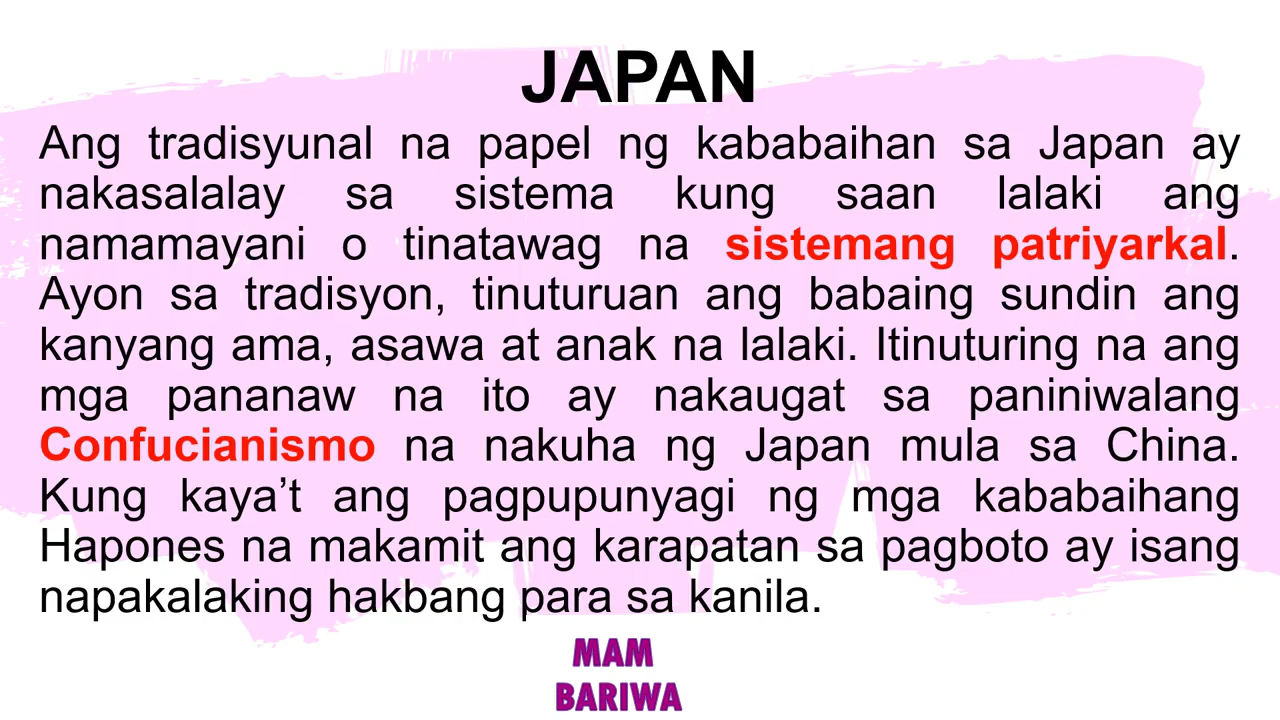 JAPAN
Ang tradisyunal na papel ng kababaihan sa Japan ay
nakasalalay sa sistema kung saan lalaki ang
namamayani o tinatawag na sistemang patriyarkal.
Ayon sa tradisyon, tinuturuan ang babaing sundin ang
kanyang ama, asawa at anak na lalaki. Itinuturing na ang
mga pananaw na ito ay nakaugat sa paniniwalang
Confucianismo na nakuha ng Japan mula sa China.
Kung kaya’t ang pagpupunyagi ng mga kababaihang
Hapones na makamit ang karapatan sa pagboto ay isang
napakalaking hakbang para sa kanila.
MAM
BARIWA